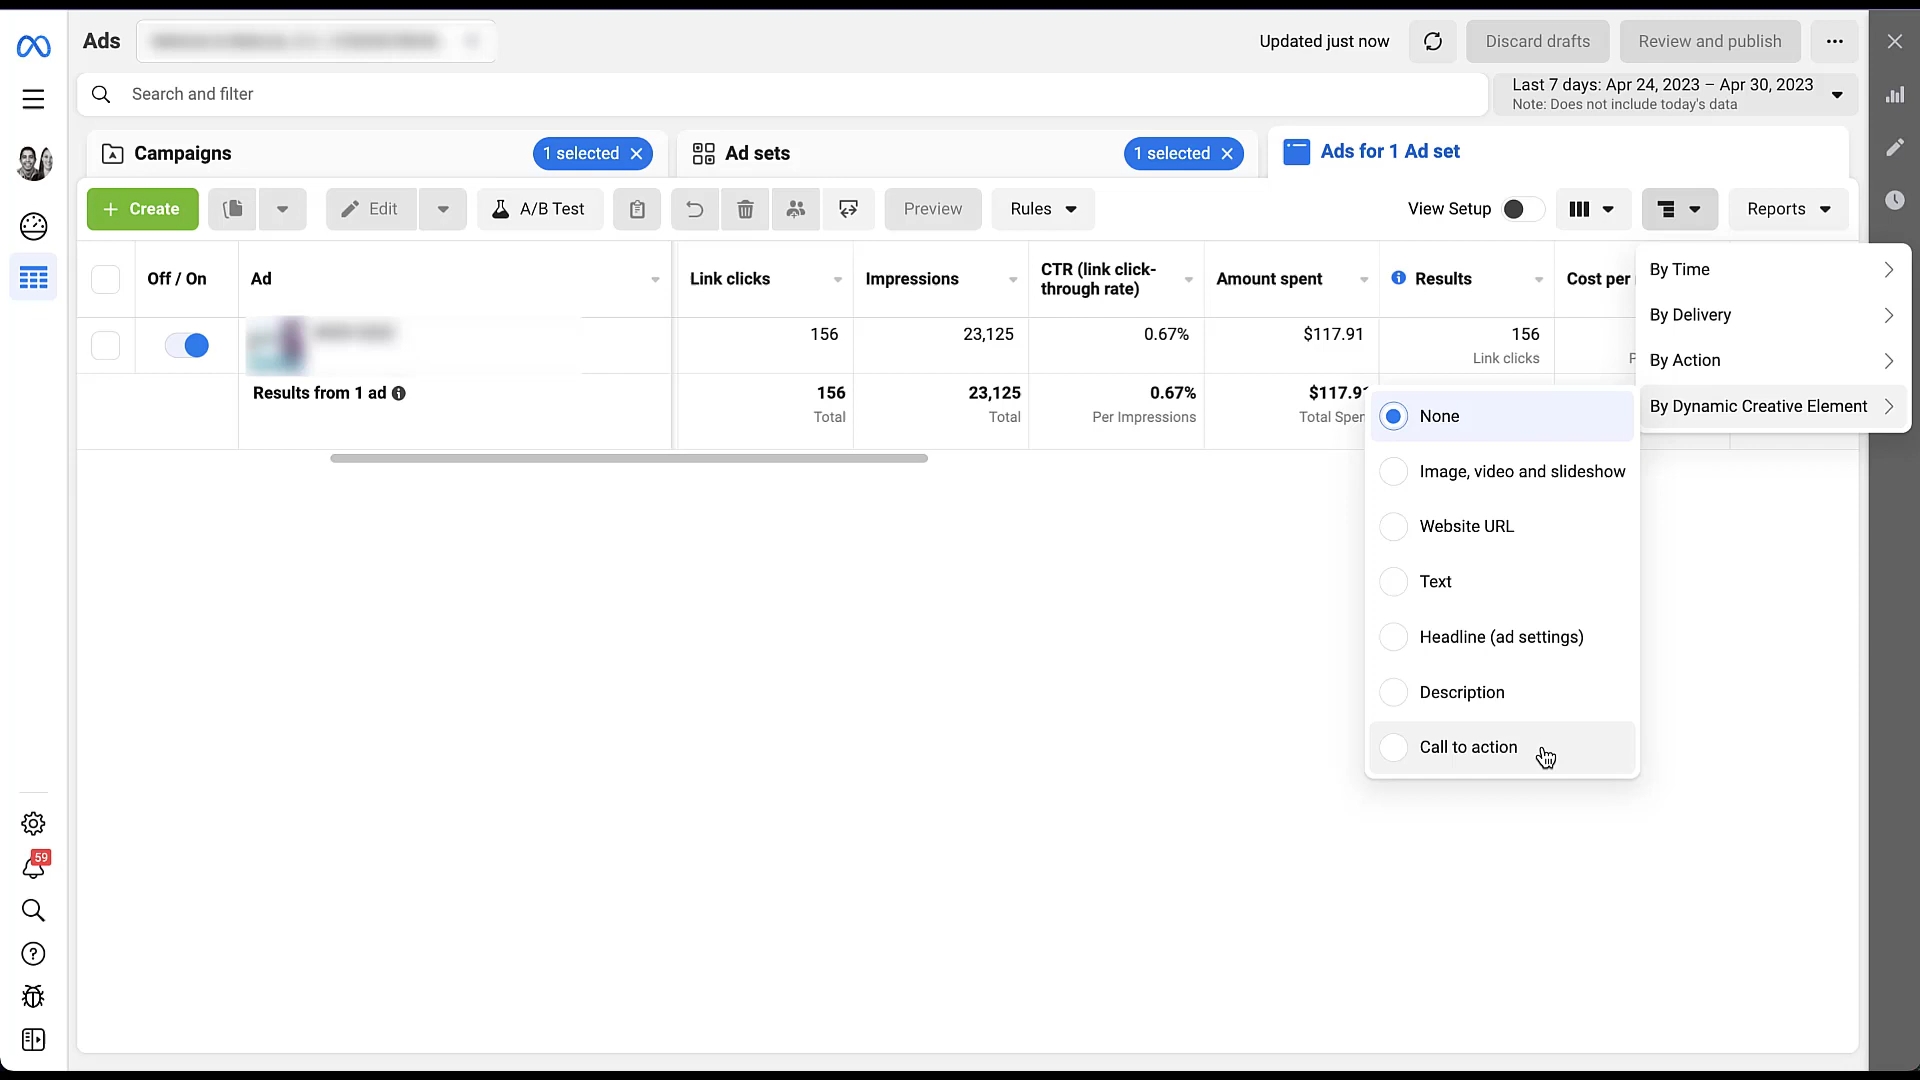 Ads
Updated just now
Discard drafts
Review and publish
Search and filter
Last 7 days: Apr 24, 2023 – Apr 30, 2023
Note: Does not include today's data
Campaigns
1 selected
Ad sets
1 selected
Ads for 1 Ad set
+ Create
Edit
A/B Test
Preview
Rules
View Setup
Reports
Off / On
Ad
Link clicks
Impressions
CTR (link click-
through rate)
Amount spent
Results
Cost per
By Time
By Delivery
By Action
By Dynamic Creative Element
156
23,125
0.67%
$117.91
156
Link clicks
Results from 1 ad
156
Total
23,125
Total
0.67%
Per Impressions
$117.91
Total Spen
None
Image, video and slideshow
Website URL
Text
Headline (ad settings)
Description
Call to action
59